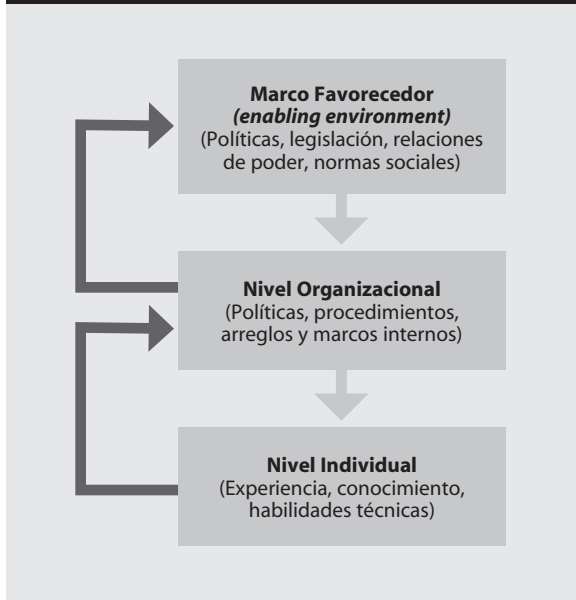 Marco Favorecedor
(enabling environment)
(Políticas, legislación, relaciones
de poder, normas sociales)
Nivel Organizacional
(Políticas, procedimientos,
arreglos y marcos internos)
Nivel Individual
(Experiencia, conocimiento,
habilidades técnicas)